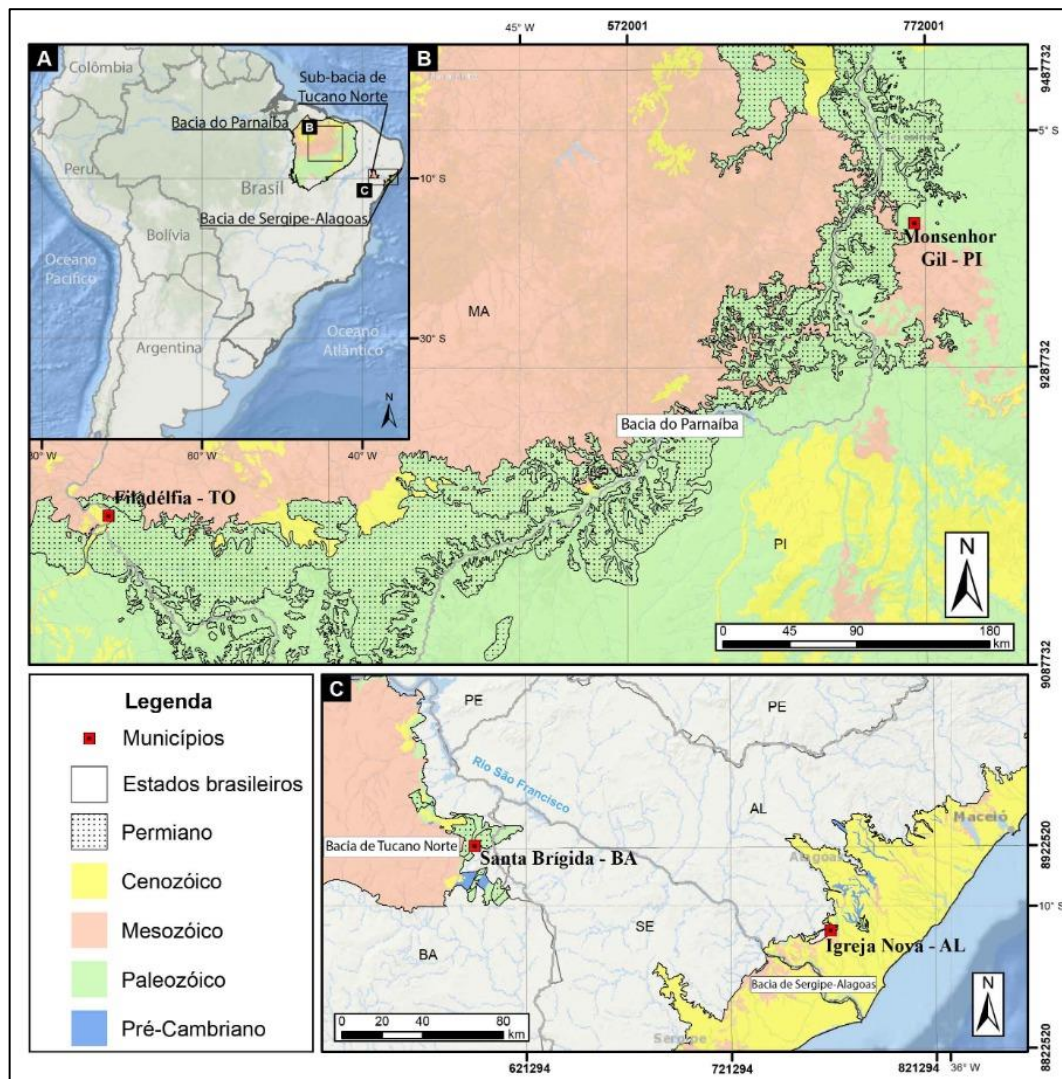 A
Colômbia
Peru
Brasil
Bolívia
Argentina
Oceano
Pacífico
Oceano
Atlântico
Sub-bacia de
Tucano Norte
Bacia do Parnaíba
B
C
Bacia de Sergipe-Alagoas
10° S
30° S
80° W
60° W
40° W
N
B
45° W
572001
772001
9487732
5° S
9287732
9087732
MA
PI
Monsenhor
Gil - PI
Bacia do Parnaíba
Filadélfia - TO
N
0 45 90 180
km
Legenda
Municípios
Estados brasileiros
Permiano
Cenozóico
Mesozóico
Paleozóico
Pré-Cambriano
C
PE
PE
Rio São Francisco
AL
Maceió
Alagoas
Bacia de Tucano Norte
Santa Brígida - BA
BA
SE
Igreja Nova - AL
Bacia de Sergipe-Alagoas
Sergipe
N
0 20 40 80
km
8922520
10° S
8822520
621294
721294
821294
36° W